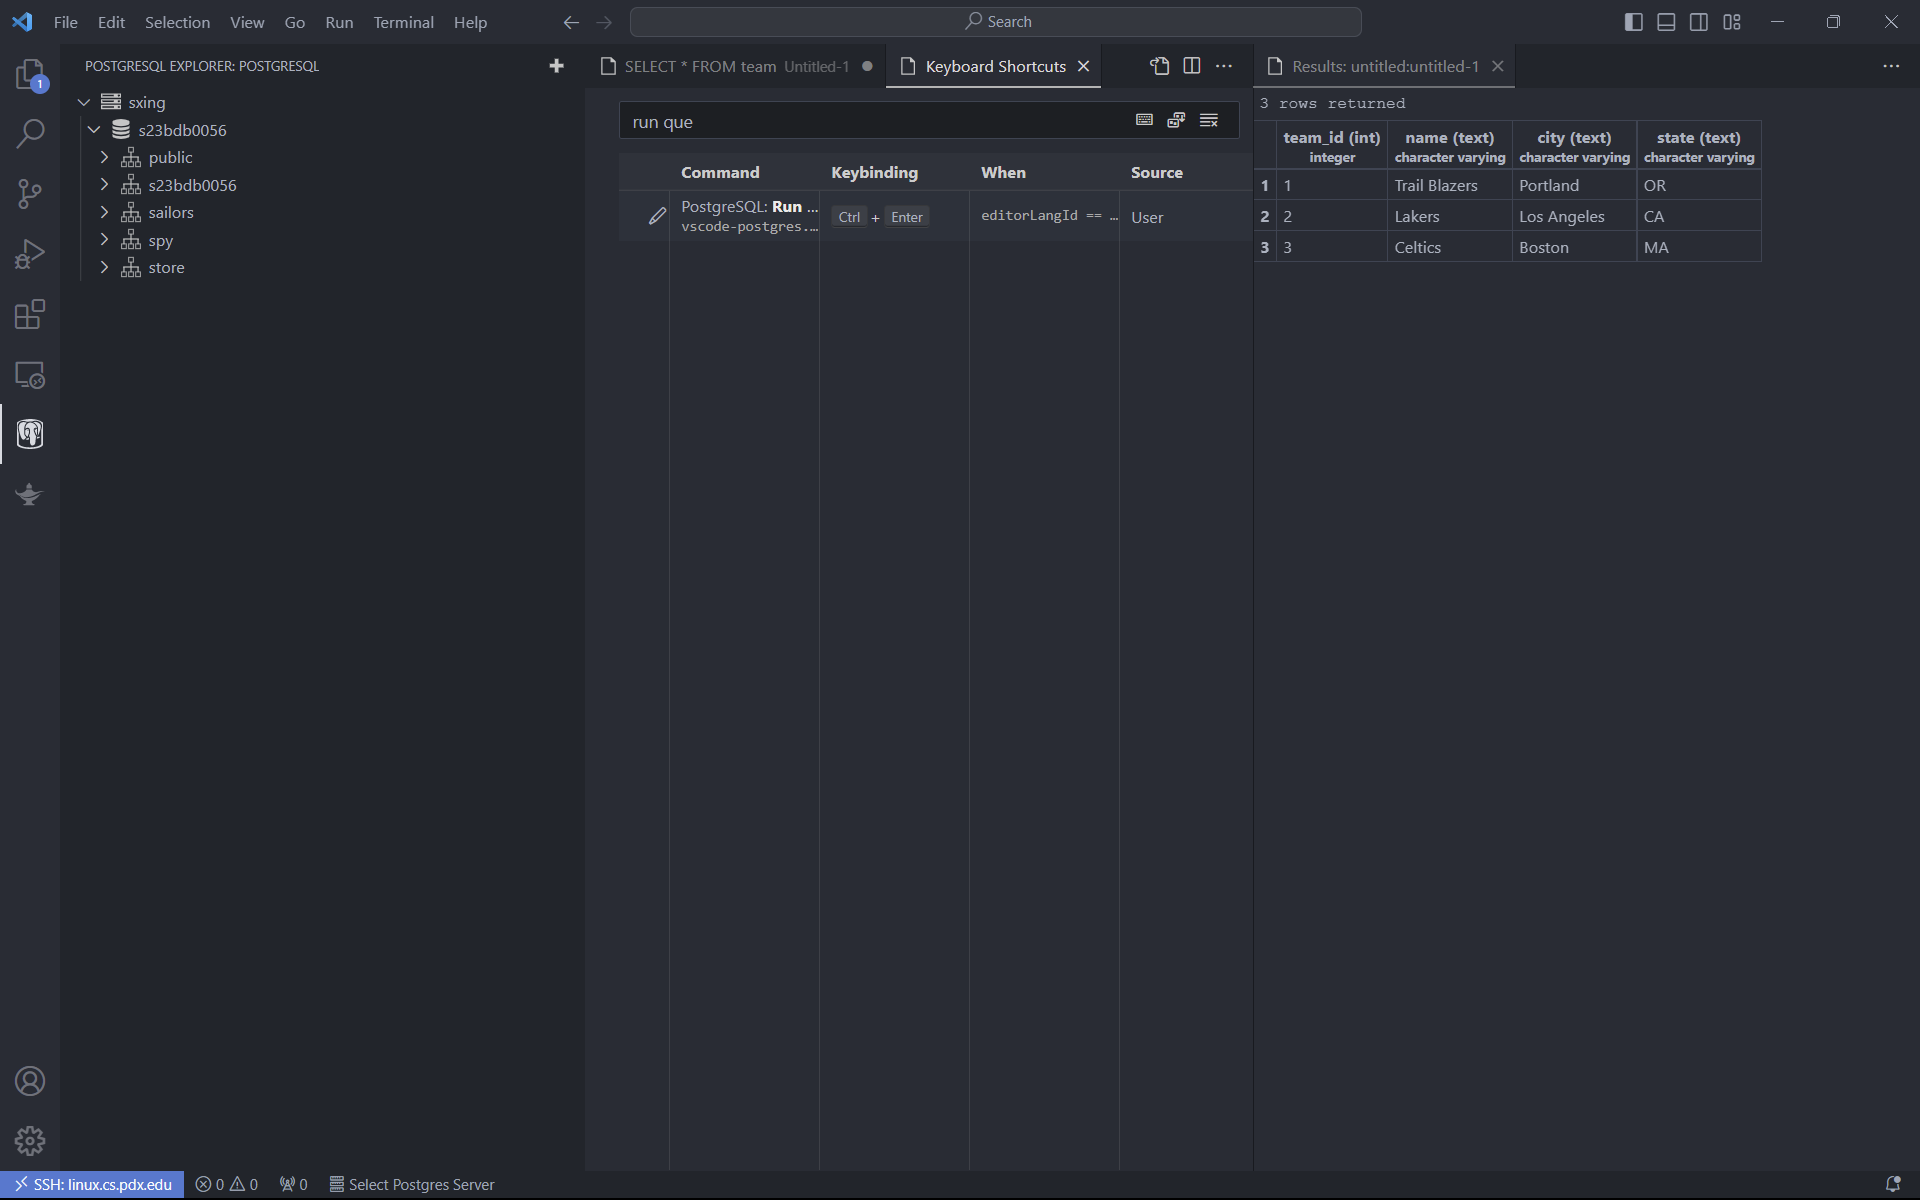 File Edit Selection View Go Run Terminal Help
Search
POSTGRESQL EXPLORER: POSTGRESQL
1
sxing
s23bdb0056
public
s23bdb0056
sailors
spy
store
SELECT * FROM team Untitled-1
Keyboard Shortcuts
run que
Command Keybinding When Source
PostgreSQL: Run ...
vscode-postgres....
Ctrl + Enter
editorLangId == ...
User
Results: untitled:untitled-1
3 rows returned
team_id (int) name (text) city (text) state (text)
integer character varying character varying character varying
1 1 Trail Blazers Portland OR
2 2 Lakers Los Angeles CA
3 3 Celtics Boston MA
SSH: linux.cs.pdx.edu 0 0 0 Select Postgres Server